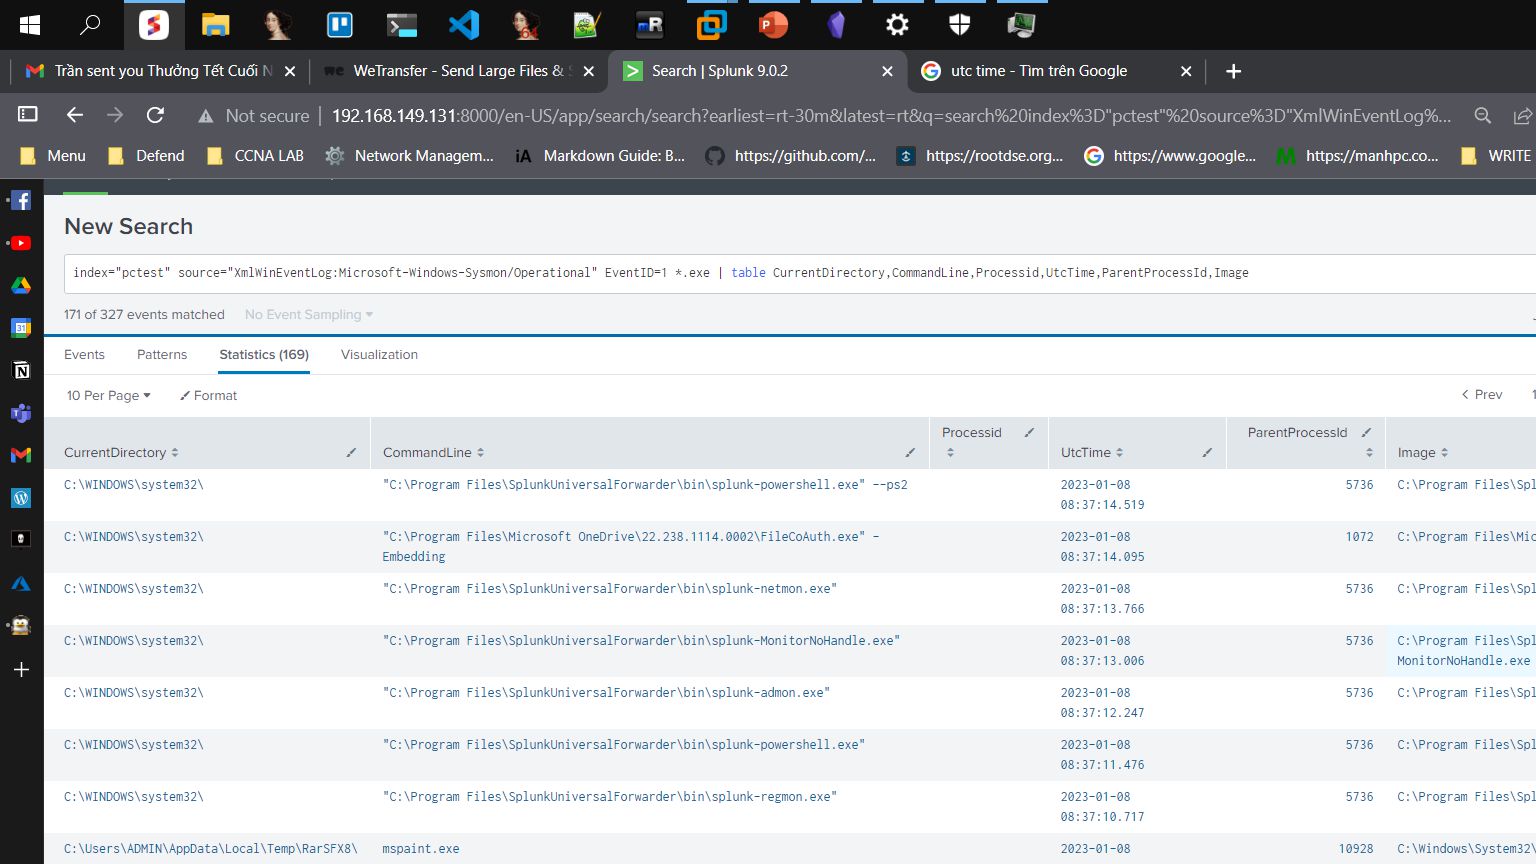 Trần sent you Thưởng Tết Cuối N
WeTransfer - Send Large Files & S
Search | Splunk 9.0.2
utc time - Tìm trên Google
Not secure | 192.168.149.131:8000/en-US/app/search/search?earliest=rt-30m&latest=rt&q=search%20index%3D"pctest"%20source%3D"XmlWinEventLog%...
Menu Defend CCNA LAB Network Managem... Markdown Guide: B... https://github.com/... https://rootdse.org... https://www.google... https://manhpc.co... WRITE
New Search
index="pctest" source="XmlWinEventLog:Microsoft-Windows-Sysmon/Operational" EventID=1 *.exe | table CurrentDirectory,CommandLine,Processid,UtcTime,ParentProcessId,Image
171 of 327 events matched No Event Sampling
Events Patterns Statistics (169) Visualization
10 Per Page Format Prev 1
CurrentDirectory CommandLine Processid UtcTime ParentProcessId Image
C:\WINDOWS\system32\ "C:\Program Files\SplunkUniversalForwarder\bin\splunk-powershell.exe" --ps2 2023-01-08 5736 C:\Program Files\Spl
08:37:14.519
C:\WINDOWS\system32\ "C:\Program Files\Microsoft OneDrive\22.238.1114.0002\FileCoAuth.exe" - 2023-01-08 1072 C:\Program Files\Mic
Embedding 08:37:14.095
C:\WINDOWS\system32\ "C:\Program Files\SplunkUniversalForwarder\bin\splunk-netmon.exe" 2023-01-08 5736 C:\Program Files\Spl
08:37:13.766
C:\WINDOWS\system32\ "C:\Program Files\SplunkUniversalForwarder\bin\splunk-MonitorNoHandle.exe" 2023-01-08 5736 C:\Program Files\Spl
08:37:13.006 MonitorNoHandle.exe
C:\WINDOWS\system32\ "C:\Program Files\SplunkUniversalForwarder\bin\splunk-admon.exe" 2023-01-08 5736 C:\Program Files\Spl
08:37:12.247
C:\WINDOWS\system32\ "C:\Program Files\SplunkUniversalForwarder\bin\splunk-powershell.exe" 2023-01-08 5736 C:\Program Files\Spl
08:37:11.476
C:\WINDOWS\system32\ "C:\Program Files\SplunkUniversalForwarder\bin\splunk-regmon.exe" 2023-01-08 5736 C:\Program Files\Spl
08:37:10.717
C:\Users\ADMIN\AppData\Local\Temp\RarSFX8\ mspaint.exe 2023-01-08 10928 C:\Windows\System32\